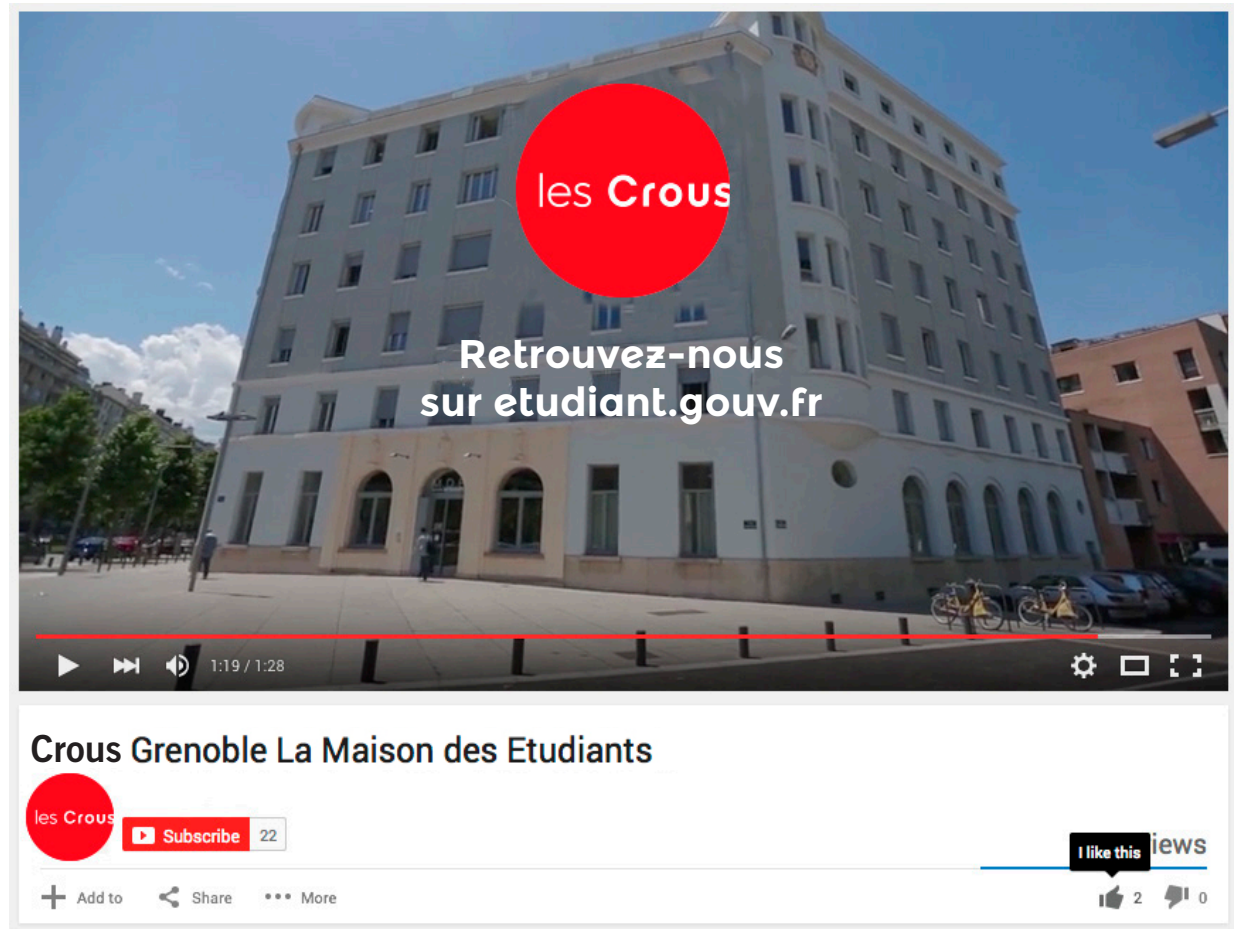 les Crous
Retrouvez-nous
sur etudiant.gouv.fr
1:19 / 1:28
Crous Grenoble La Maison des Etudiants
les Crous
Subscribe 22
I like this iews
Add to Share More 2 0